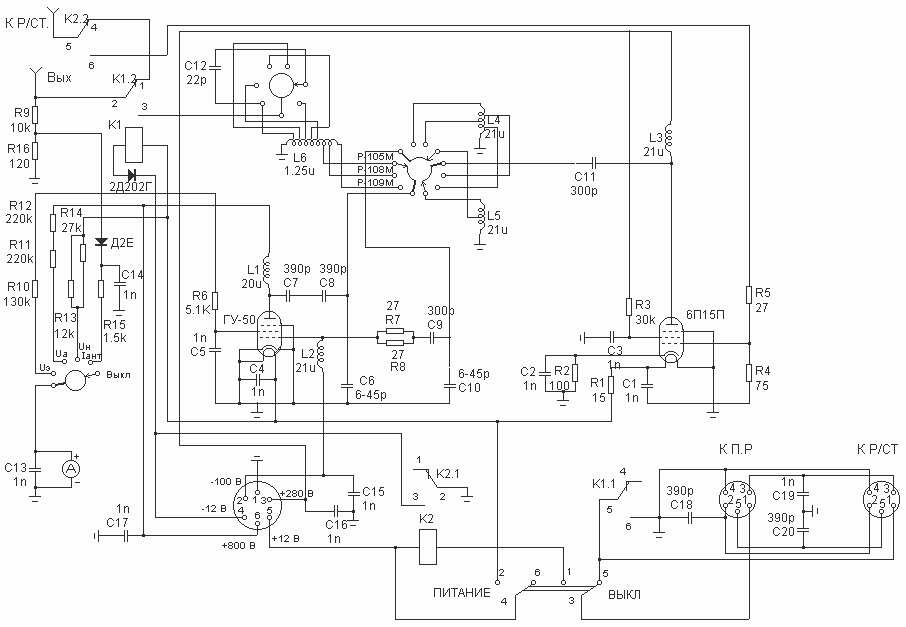 К Р/СТ.
K2.2
4
5
6
Вых
K1.2
1
2
3
R9
10k
R16
120
K1
2Д202Г
C12
22p
L6
1.25u
P-105M
P-108M
P-109M
L4
21u
L5
21u
C11
300p
L3
21u
R12
220k
R14
27k
R11
220k
Д2Е
R10
130k
C14
1n
R13
12k
R15
1.5k
Uэ
Uа
Uн
Iант
Выкл
L1
20u
390p
C7
390p
C8
R6
5.1K
ГУ-50
1n
C5
C4
1n
L2
21u
27
R7
27
R8
300p
C9
C6
6-45p
6-45p
C10
R3
30k
6П15П
C3
1n
C2
1n
R2
100
R1
15
C1
1n
R5
27
R4
75
C13
1n
A
+
-
-100 В
+280 В
-12 В
+800 В
+12 В
2
1
3
4
5
6
1n
C17
C15
1n
C16
1n
1
K2.1
3
2
K2
ПИТАНИЕ
2
4
6
1
3
5
ВЫКЛ
K1.1
4
5
6
390p
C18
К П.Р
4
3
2
5
1
1n
C19
390p
C20
К Р/СТ
4
3
2
5
1